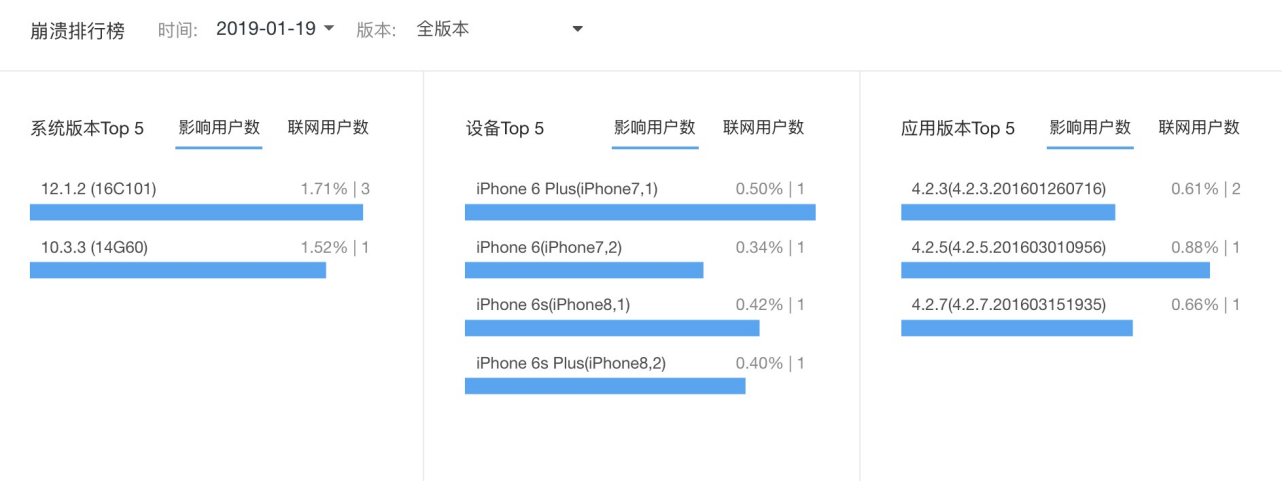 崩溃排行榜 时间: 2019-01-19 版本: 全版本
系统版本Top 5 影响用户数 联网用户数
12.1.2 (16C101) 1.71% | 3
10.3.3 (14G60) 1.52% | 1
设备Top 5 影响用户数 联网用户数
iPhone 6 Plus(iPhone7,1) 0.50% | 1
iPhone 6(iPhone7,2) 0.34% | 1
iPhone 6s(iPhone8,1) 0.42% | 1
iPhone 6s Plus(iPhone8,2) 0.40% | 1
应用版本Top 5 影响用户数 联网用户数
4.2.3(4.2.3.201601260716) 0.61% | 2
4.2.5(4.2.5.201603010956) 0.88% | 1
4.2.7(4.2.7.201603151935) 0.66% | 1